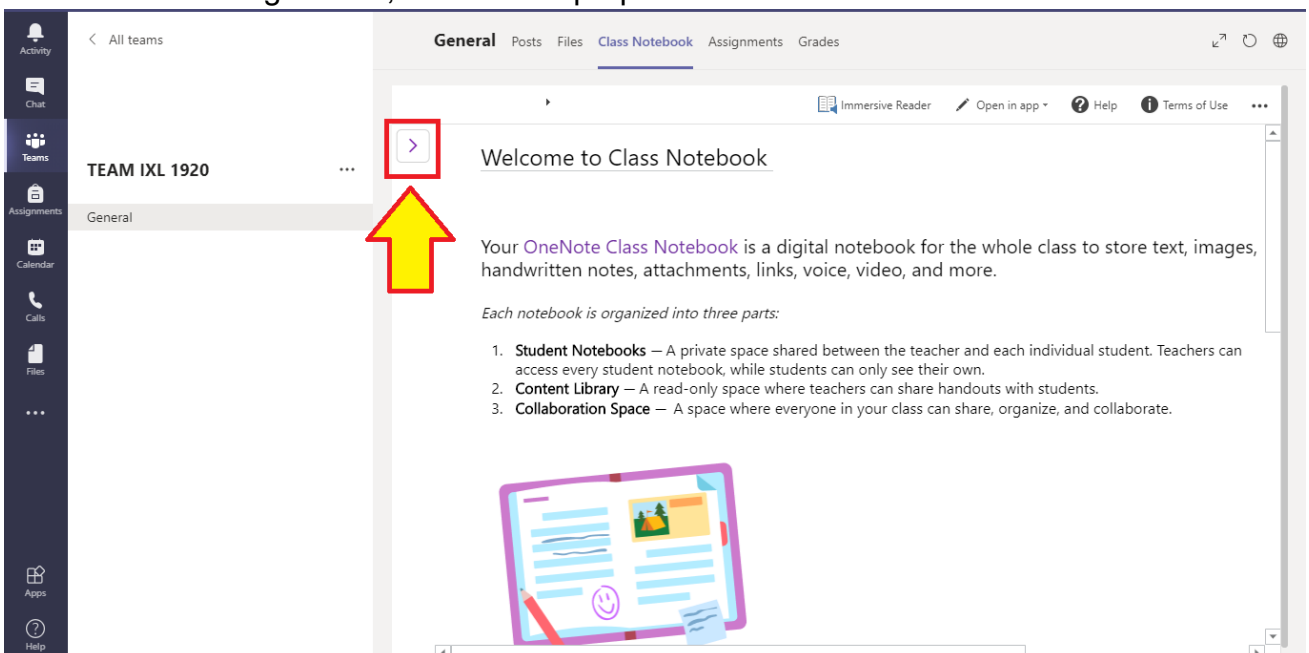 Activity
Chat
Teams
Assignments
Calendar
Calls
Files
Apps
Help
< All teams
TEAM IXL 1920
General
General Posts Files Class Notebook Assignments Grades
Immersive Reader Open in app Help Terms of Use
Welcome to Class Notebook
Your OneNote Class Notebook is a digital notebook for the whole class to store text, images,
handwritten notes, attachments, links, voice, video, and more.
Each notebook is organized into three parts:
1. Student Notebooks — A private space shared between the teacher and each individual student. Teachers can
access every student notebook, while students can only see their own.
2. Content Library — A read-only space where teachers can share handouts with students.
3. Collaboration Space — A space where everyone in your class can share, organize, and collaborate.